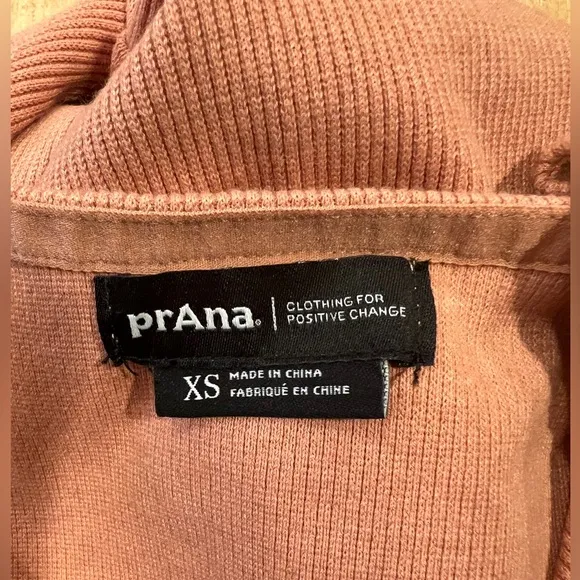 prAna.
CLOTHING FOR
POSITIVE CHANGE
XS
MADE IN CHINA
FABRIQUÉ EN CHINE